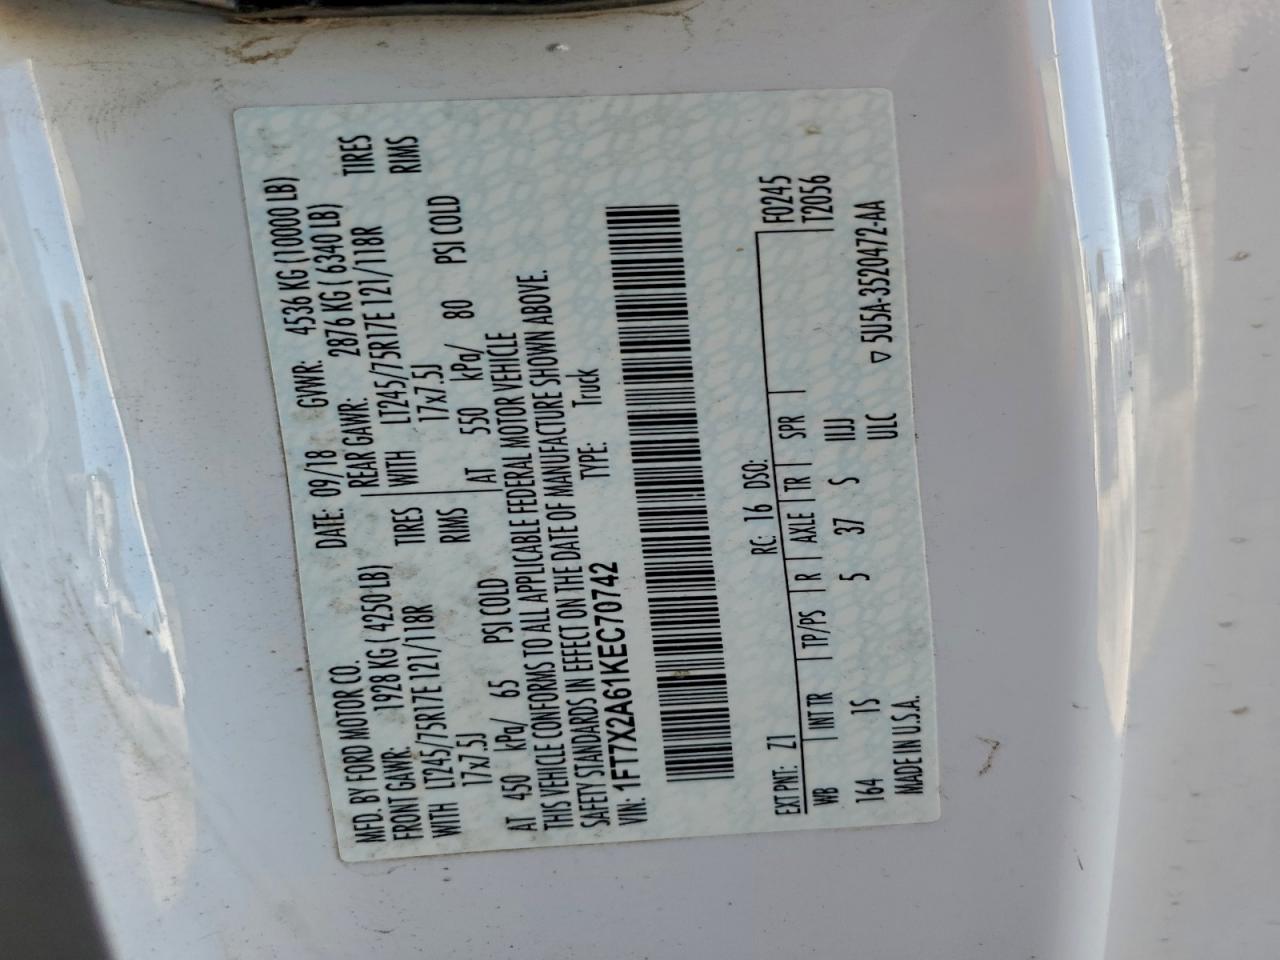 MFD. BY FORD MOTOR CO. DATE: 09/18 GVWR: 4536 KG (10000 LB)
FRONT GAWR: 1928 KG ( 4250 LB) REAR GAWR: 2876 KG ( 6340 LB)
WITH LT245/75R17E 121/118R TIRES WITH LT245/75R17E 121/118R TIRES
17x7.5J RIMS 17x7.5J RIMS
AT 450 kPa/ 65 PSI COLD AT 550 kPa/ 80 PSI COLD
THIS VEHICLE CONFORMS TO ALL APPLICABLE FEDERAL MOTOR VEHICLE
SAFETY STANDARDS IN EFFECT ON THE DATE OF MANUFACTURE SHOWN ABOVE.
VIN: 1FT7X2A61KEC70742 TYPE: Truck
EXT PNT: Z1 RC: 16 DSO: F0245
WB INT TR TP/PS R AXLE TR SPR T2056
164 1S 5 37 S IUJ
MADE IN U.S.A. ULC ▽ 5U5A-3520472-AA